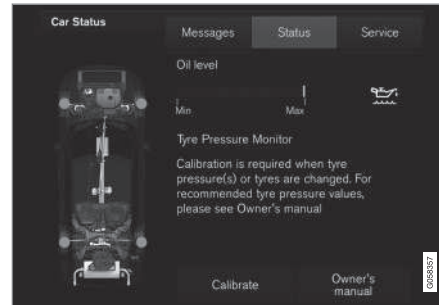 Car Status
Messages
Status
Service
Oil level
Min
Max
Tyre Pressure Monitor
Calibration is required when tyre
pressure(s) or tyres are changed. For
recommended tyre pressure values,
please see Owner's manual
Calibrate
Owner's
manual
G058357